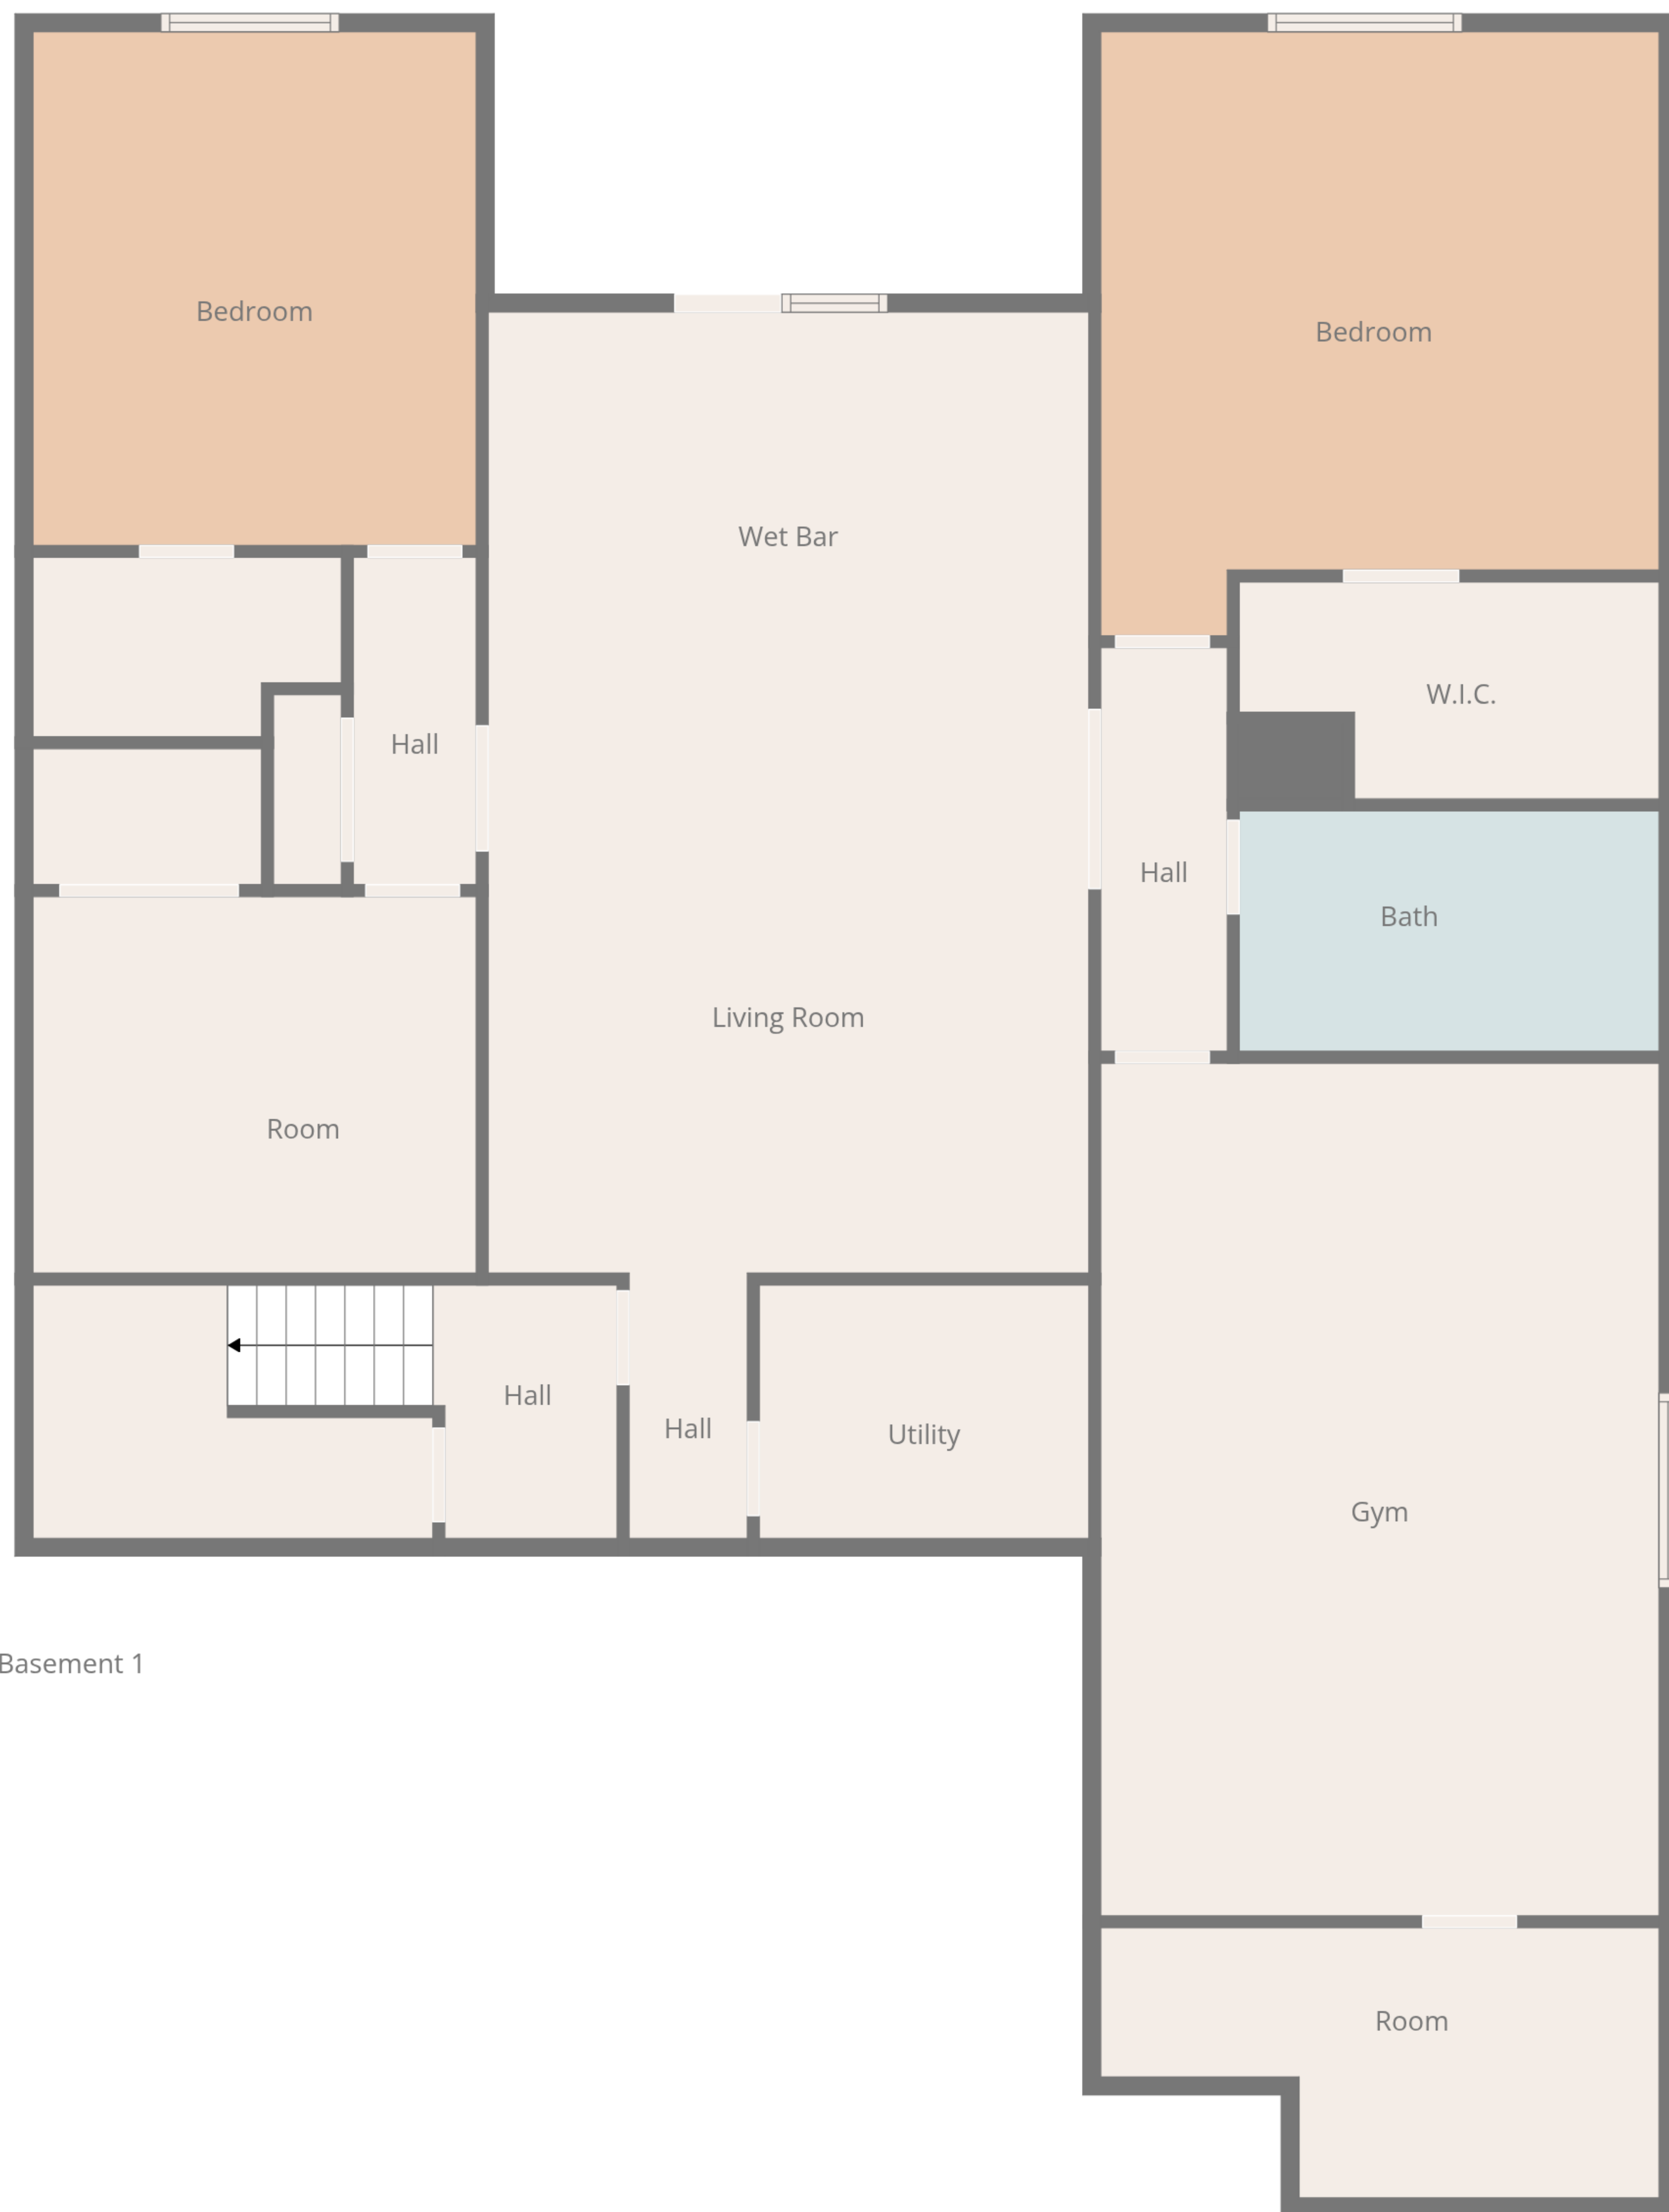 Bedroom
Bedroom
Wet Bar
W.I.C.
Hall
Hall
Bath
Living Room
Room
Hall
Hall
Utility
Gym
Basement 1
Room